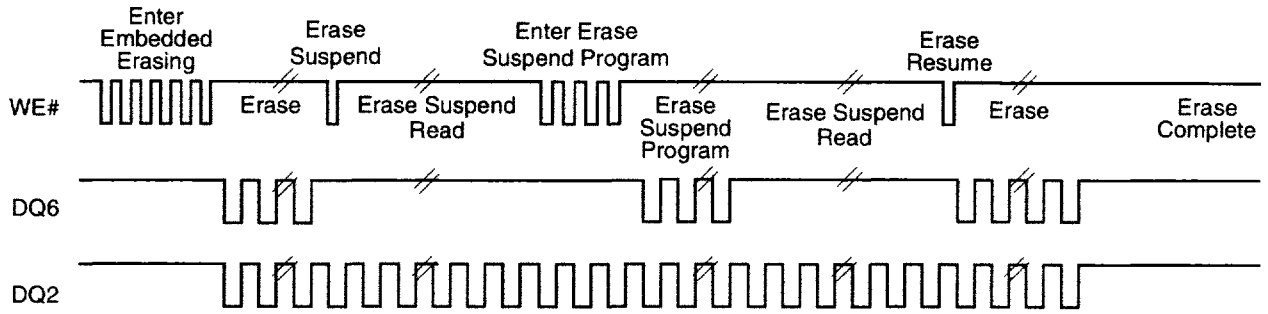 Enter
Embedded
Erasing
Erase
Suspend
Enter Erase
Suspend Program
Erase
Resume
WE#
Erase
Erase Suspend
Read
Erase
Suspend
Program
Erase Suspend
Read
Erase
Erase
Complete
DQ6
DQ2